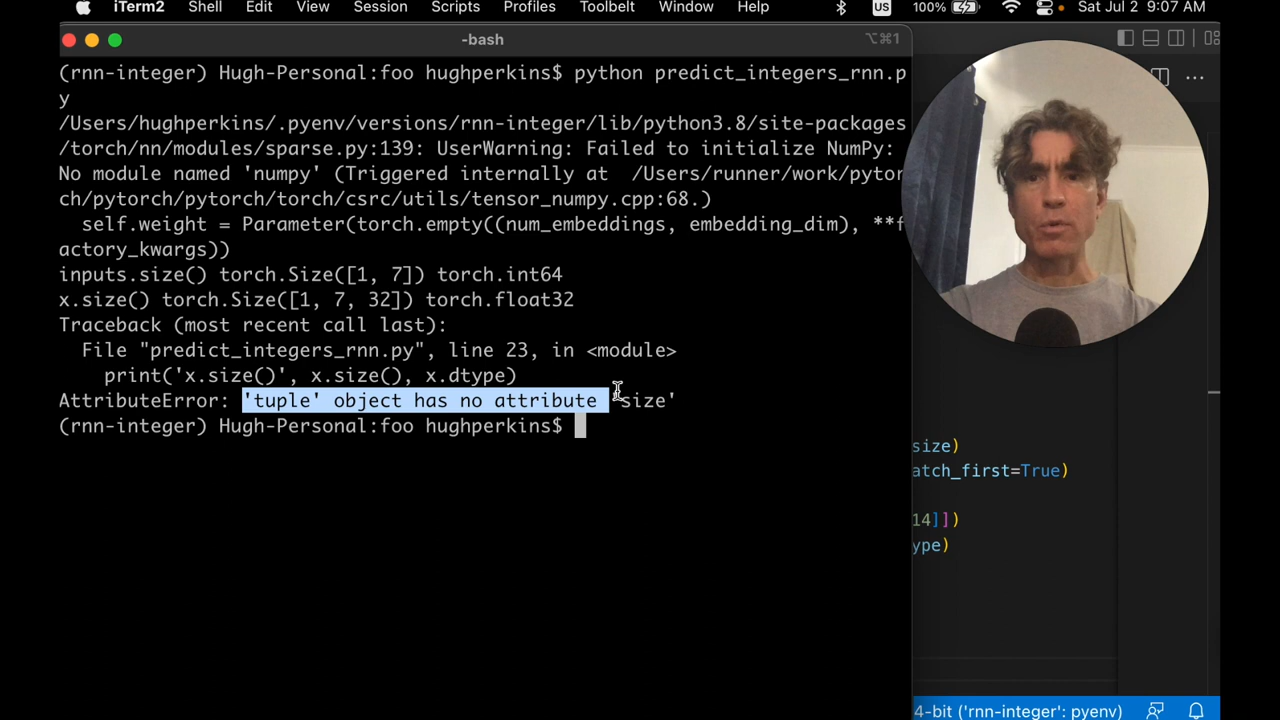 iTerm2 Shell Edit View Session Scripts Profiles Toolbelt Window Help US 100% Sat Jul 2 9:07 AM
-bash ⌥⌘1
(rnn-integer) Hugh-Personal:foo hughperkins$ python predict_integers_rnn.p
y
/Users/hughperkins/.pyenv/versions/rnn-integer/lib/python3.8/site-packages
/torch/nn/modules/sparse.py:139: UserWarning: Failed to initialize NumPy:
No module named 'numpy' (Triggered internally at  /Users/runner/work/pytor
ch/pytorch/pytorch/torch/csrc/utils/tensor_numpy.cpp:68.)
  self.weight = Parameter(torch.empty((num_embeddings, embedding_dim), **f
actory_kwargs))
inputs.size() torch.Size([1, 7]) torch.int64
x.size() torch.Size([1, 7, 32]) torch.float32
Traceback (most recent call last):
  File "predict_integers_rnn.py", line 23, in <module>
    print('x.size()', x.size(), x.dtype)
AttributeError: 'tuple' object has no attribute 'size'
(rnn-integer) Hugh-Personal:foo hughperkins$
size)
atch_first=True)
14]])
ype)
4-bit ('rnn-integer': pyenv)